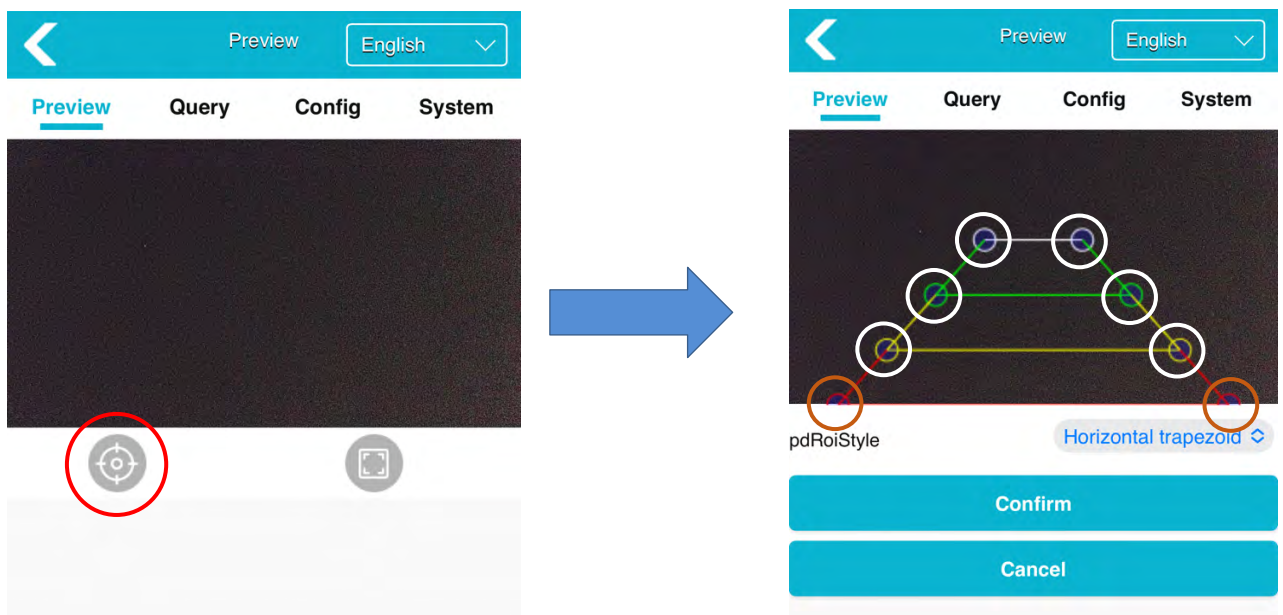 Preview English
Preview Query Config System
Preview English
Preview Query Config System
pdRoiStyle Horizontal trapezoid
Confirm
Cancel